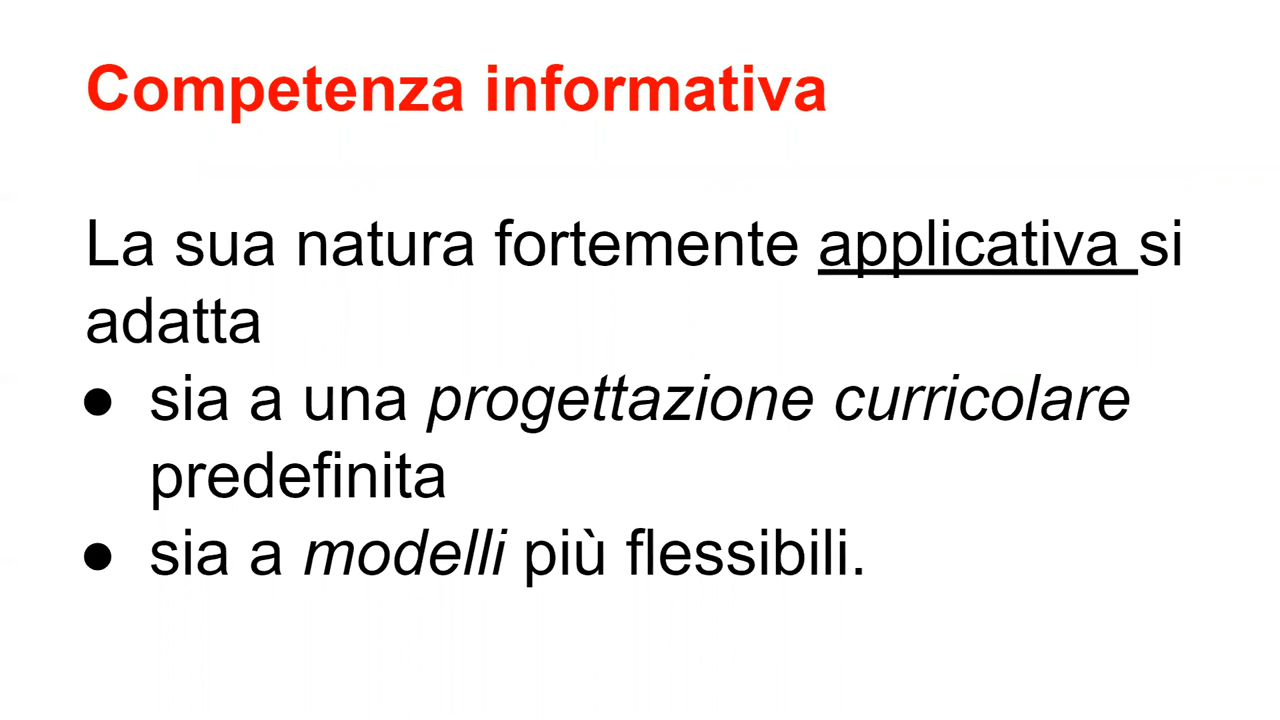 Competenza informativa
La sua natura fortemente applicativa si
adatta
● sia a una progettazione curricolare
predefinita
● sia a modelli più flessibili.